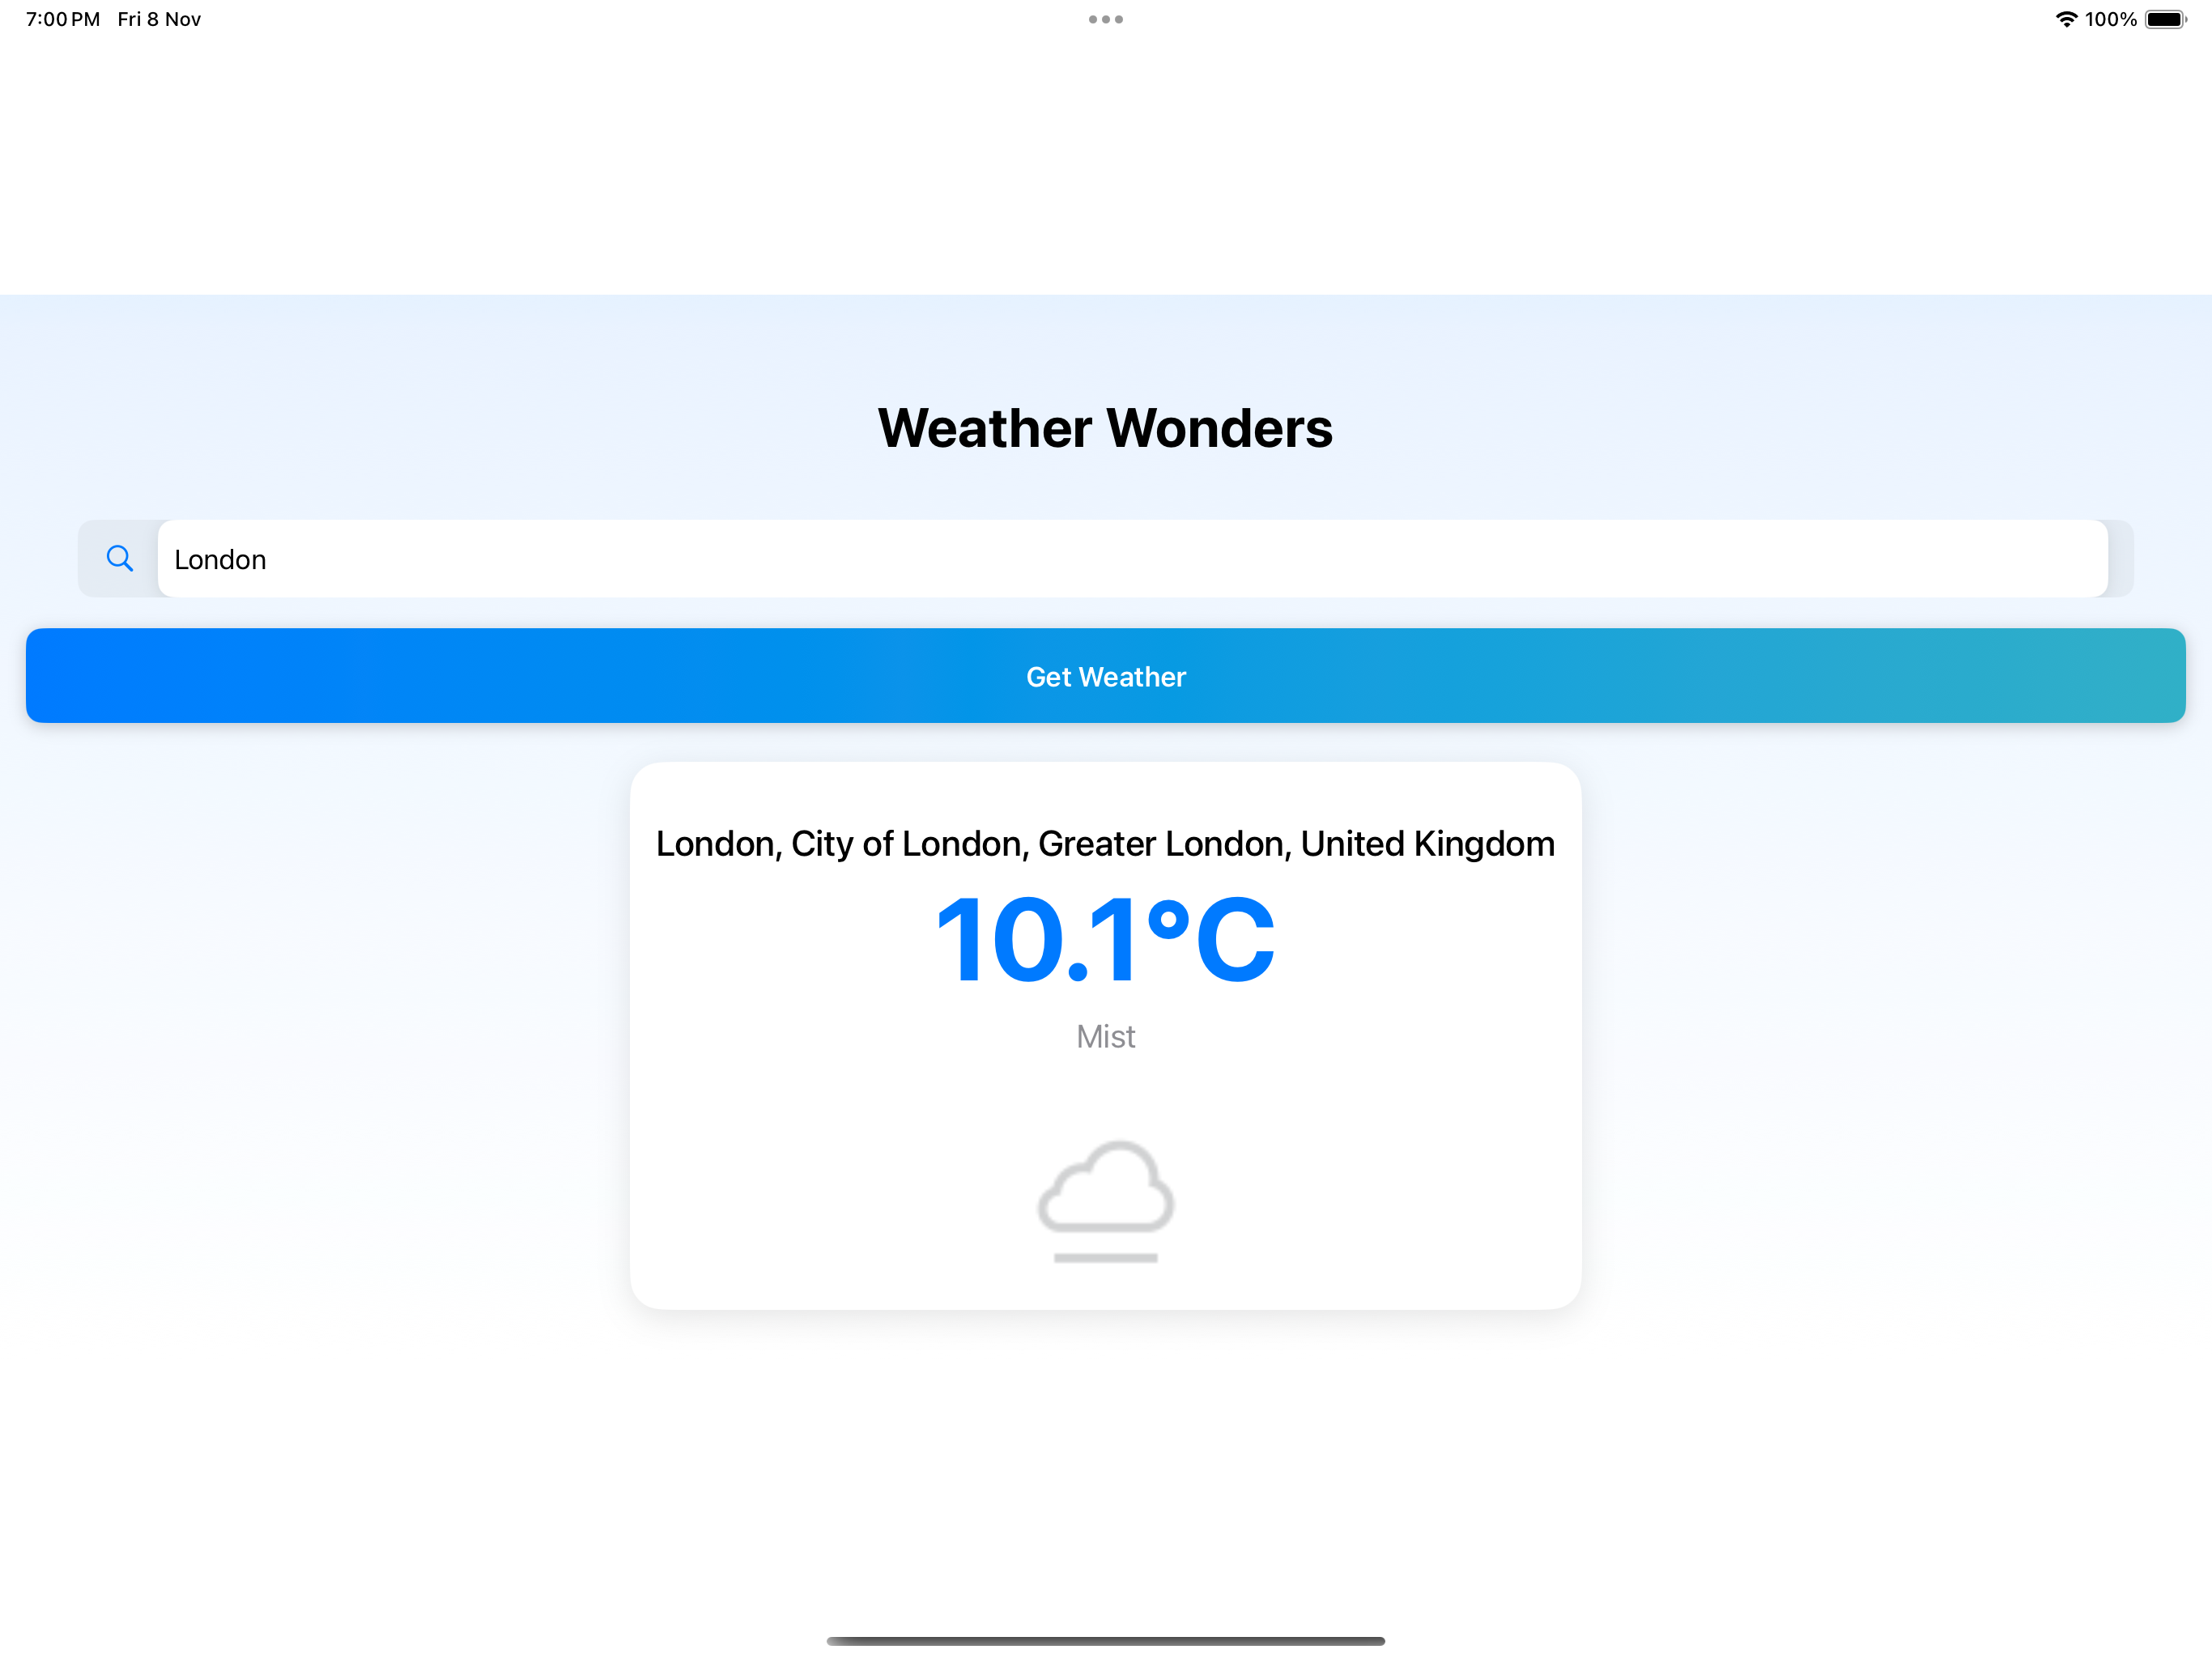 7:00 PM Fri 8 Nov
100%
Weather Wonders
London
Get Weather
London, City of London, Greater London, United Kingdom
10.1°C
Mist